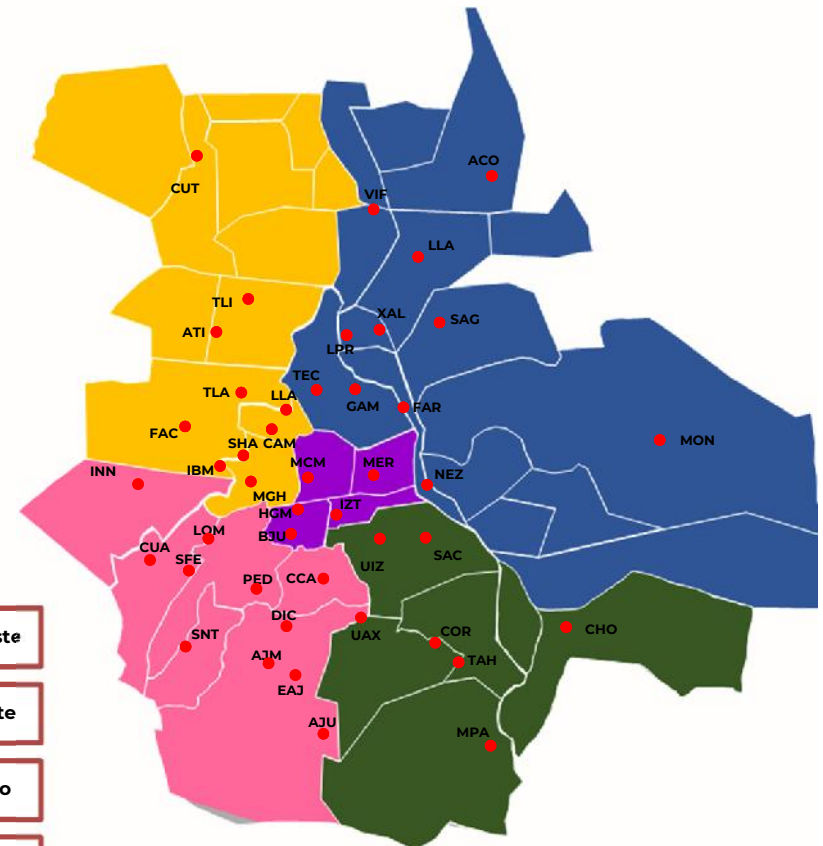 ACO
CUT
VIF
LLA
TLI
XAL
SAG
ATI
LPR
TEC
TLA
LLA
GAM
FAR
FAC
SHA
CAM
MON
INN
IBM
MCM
MER
NEZ
MGH
HGM
IZT
LOM
BJU
CUA
SFE
UIZ
SAC
PED
CCA
DIC
SNT
UAX
COR
CHO
AJM
TAH
EAJ
AJU
MPA